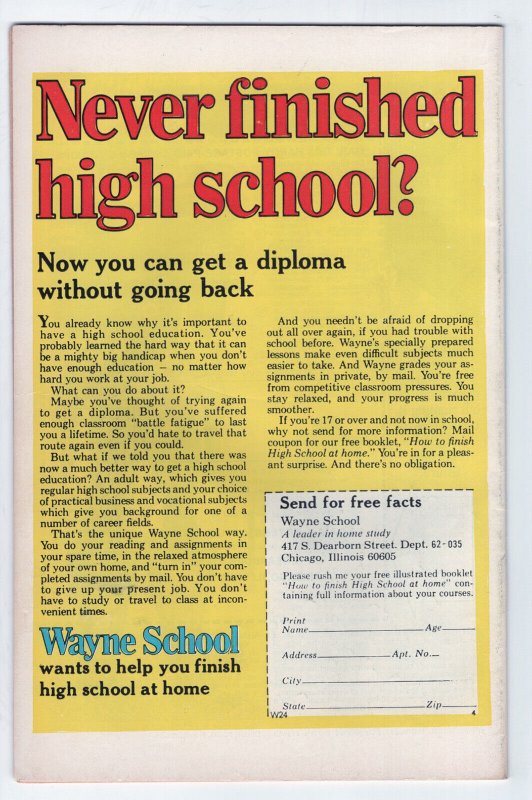 Never finished
high school?
Now you can get a diploma
without going back
You already know why it's important to
have a high school education. You've
probably learned the hard way that it can
be a mighty big handicap when you don't
have enough education – no matter how
hard you work at your job.
What can you do about it?
Maybe you've thought of trying again
to get a diploma. But you've suffered
enough classroom "battle fatigue" to last
you a lifetime. So you'd hate to travel that
route again even if you could.
But what if we told you that there was
now a much better way to get a high school
education? An adult way, which gives you
regular high school subjects and your choice
of practical business and vocational subjects
which give you background for one of a
number of career fields.
That's the unique Wayne School way.
You do your reading and assignments in
your spare time, in the relaxed atmosphere
of your own home, and "turn in" your com-
pleted assignments by mail. You don't have
to give up your present job. You don't
have to study or travel to class at incon-
venient times.
Wayne School
wants to help you finish
high school at home
And you needn't be afraid of dropping
out all over again, if you had trouble with
school before. Wayne's specially prepared
lessons make even difficult subjects much
easier to take. And Wayne grades your as-
signments in private, by mail. You're free
from competitive classroom pressures. You
stay relaxed, and your progress is much
smoother.
If you're 17 or over and not now in school,
why not send for more information? Mail
coupon for our free booklet, "How to finish
High School at home." You're in for a pleas-
ant surprise. And there's no obligation.
Send for free facts
Wayne School
A leader in home study
417 S. Dearborn Street. Dept. 62-035
Chicago, Illinois 60605
Please rush me your free illustrated booklet
"How to finish High School at home" con-
taining full information about your courses.
Print
Name Age
Address Apt. No.
City
State Zip
W24 4